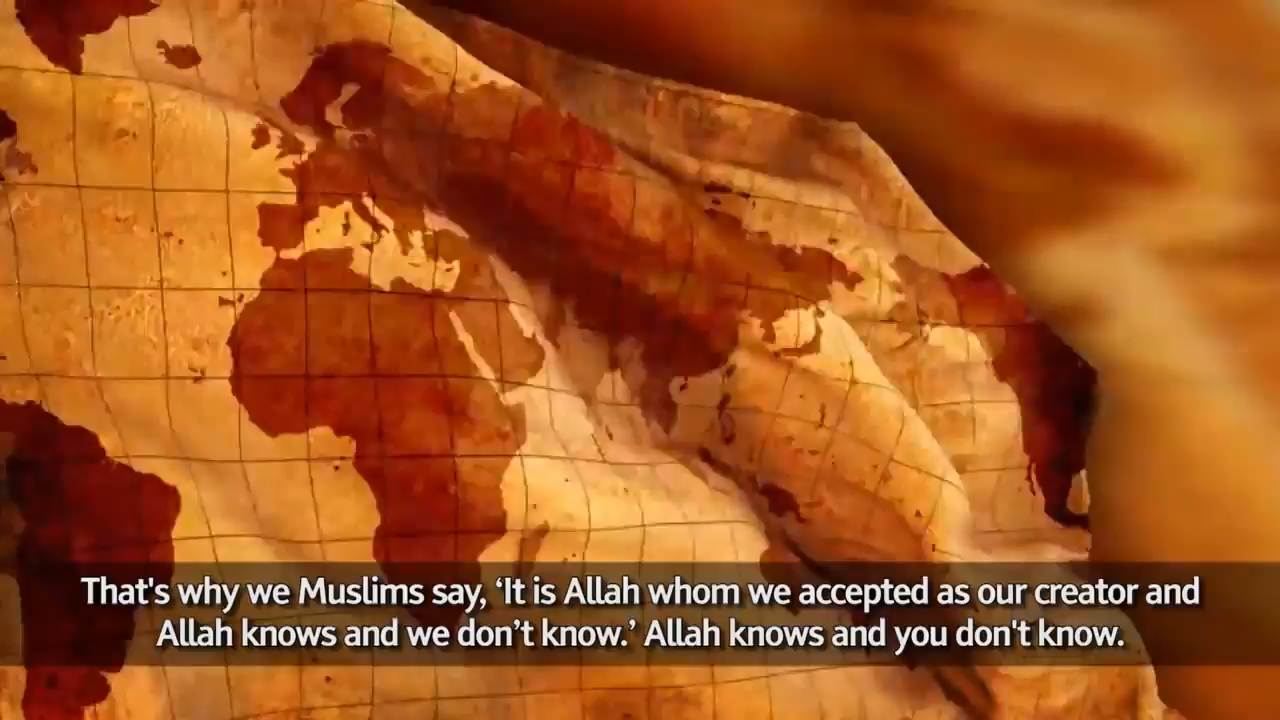 That's why we Muslims say, ‘It is Allah whom we accepted as our creator and
Allah knows and we don’t know.’ Allah knows and you don't know.